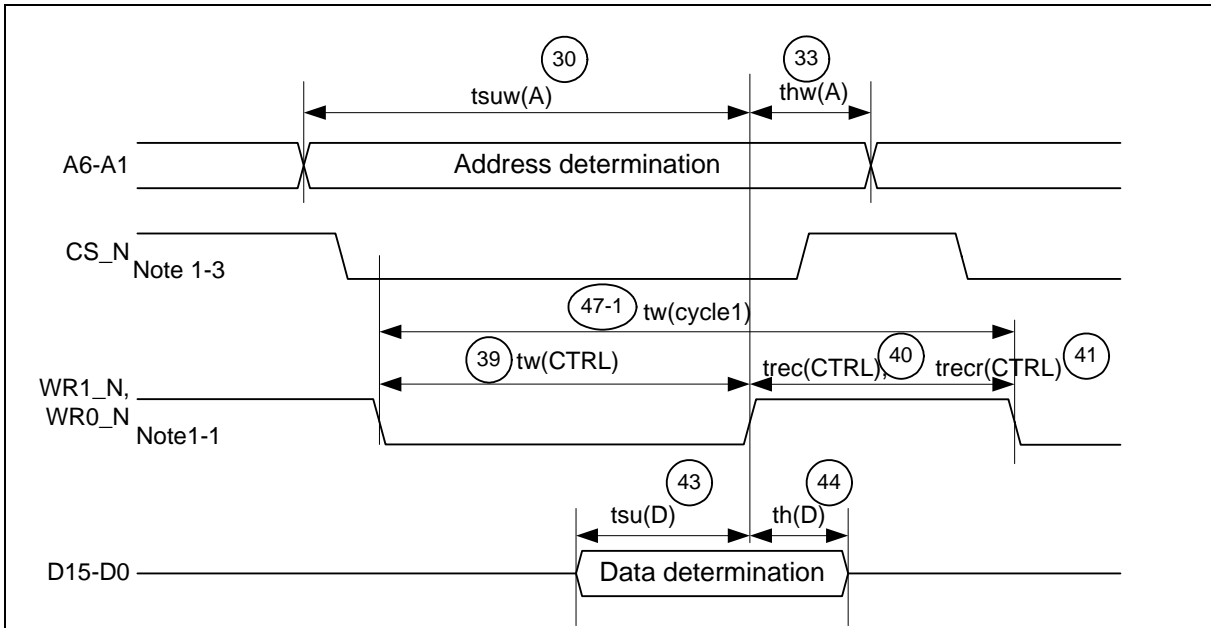 30
33
tsuw(A)
thw(A)
A6-A1
Address determination
CS_N
Note 1-3
47-1
tw(cycle1)
39
tw(CTRL)
trec(CTRL),
40
trecr(CTRL)
41
WR1_N,
WR0_N
Note1-1
43
44
tsu(D)
th(D)
D15-D0
Data determination